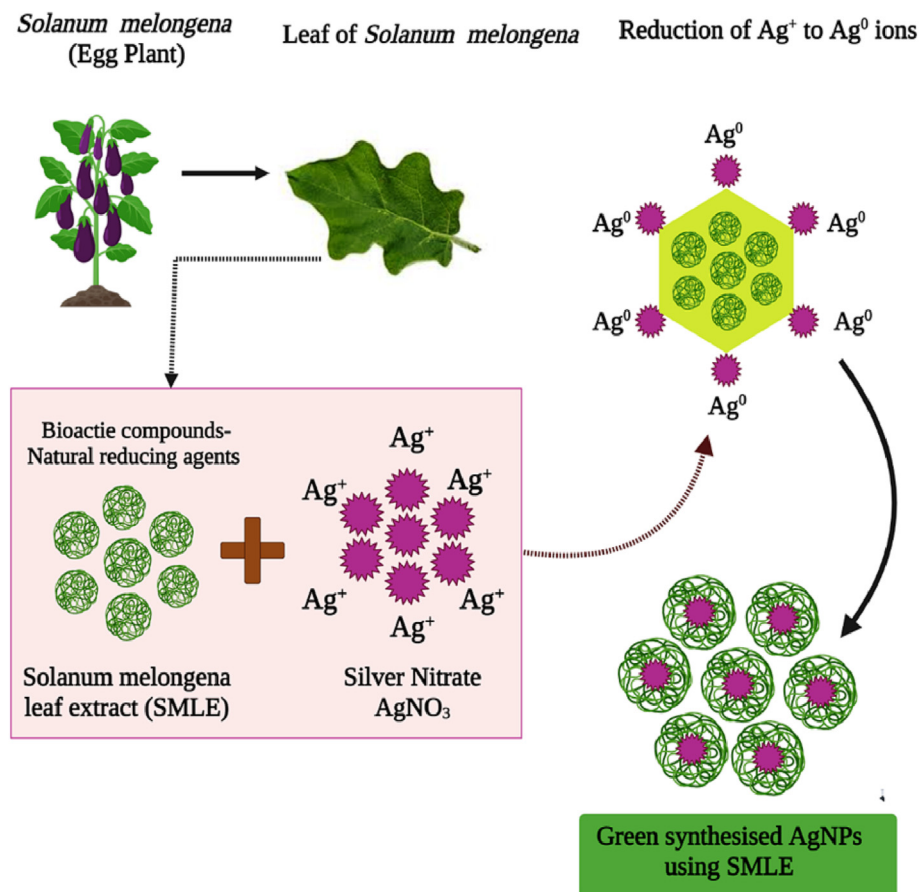 Solanum melongena
(Egg Plant)
Leaf of Solanum melongena
Reduction of Ag⁺ to Ag⁰ ions
Ag⁰
Ag⁰
Ag⁰
Ag⁰
Ag⁰
Ag⁰
Bioactie compounds-
Natural reducing agents
Ag⁺
Ag⁺
Ag⁺
Ag⁺
Ag⁺
Ag⁺
Solanum melongena
leaf extract (SMLE)
Silver Nitrate
AgNO₃
Green synthesised AgNPs
using SMLE